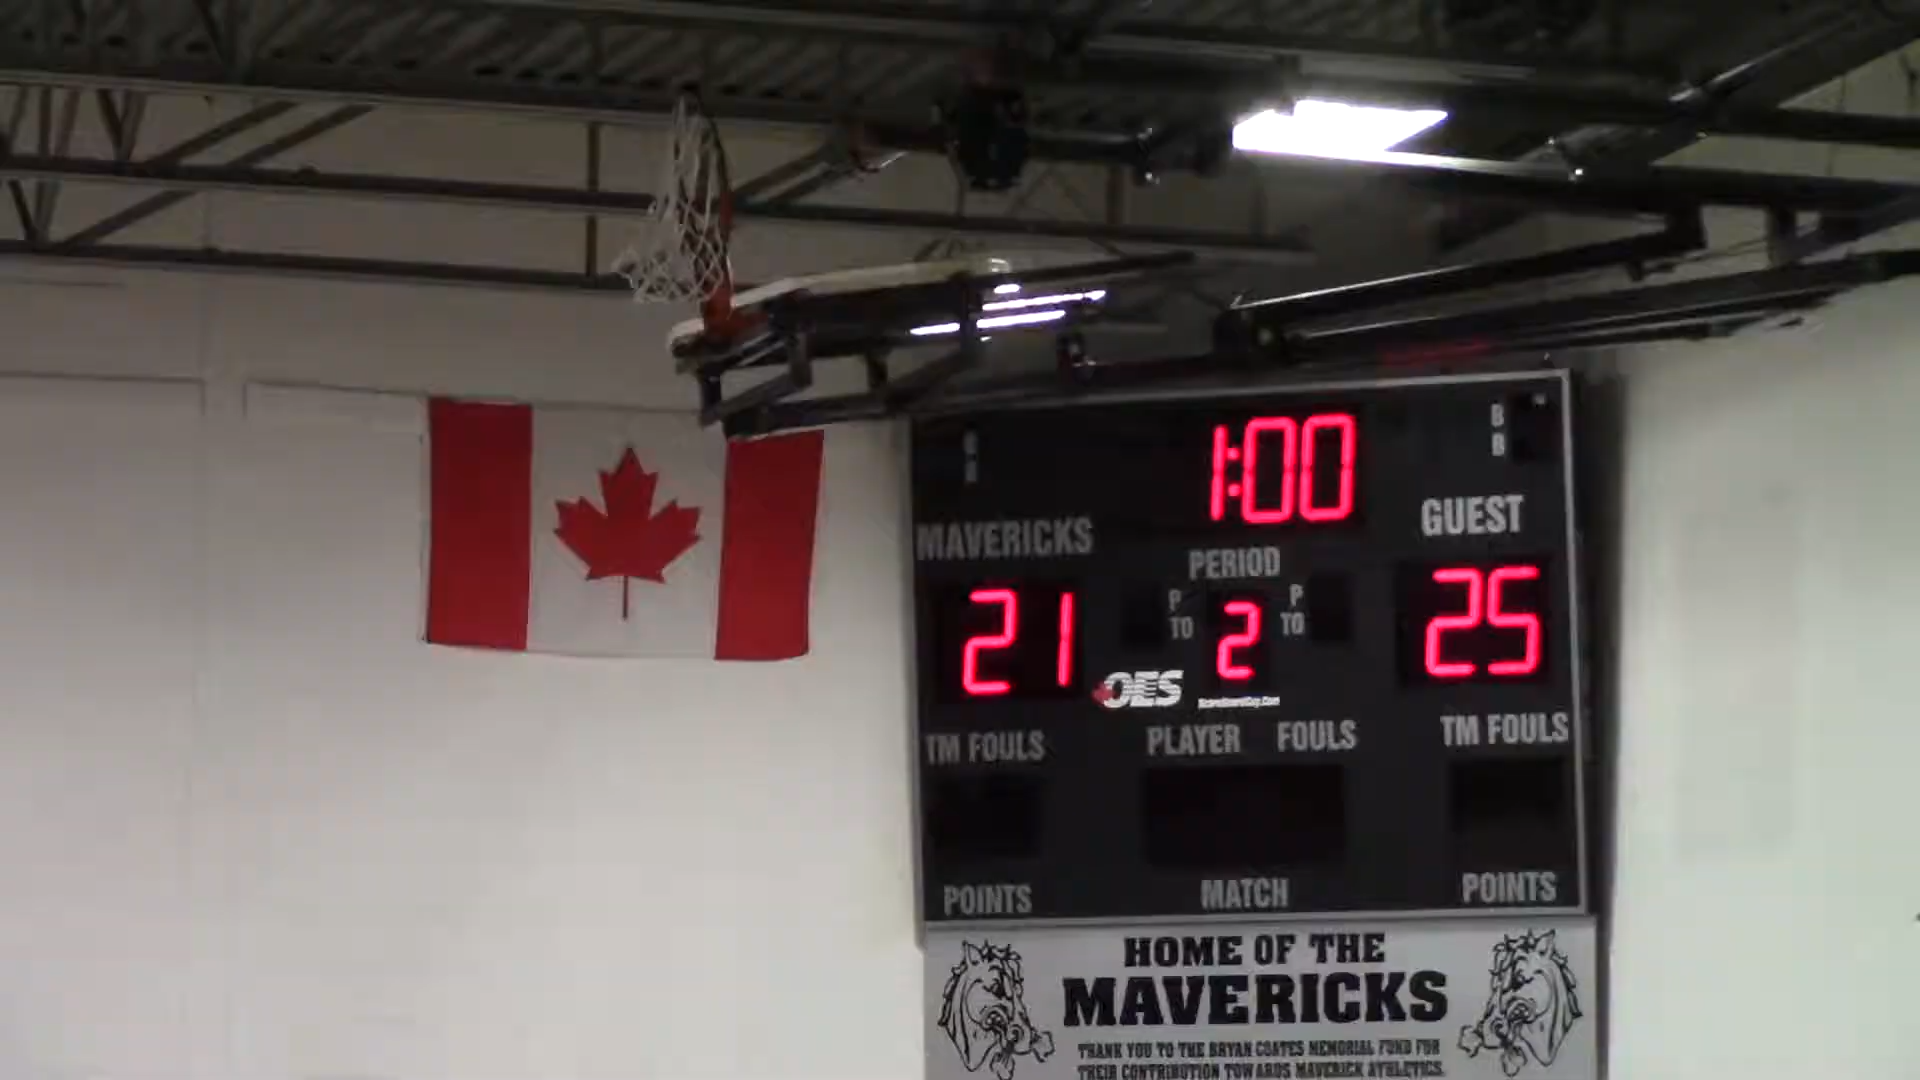 B
B
1:00
MAVERICKS
GUEST
PERIOD
P
TO
P
TO
21
2
25
OES
TM FOULS
PLAYER FOULS
TM FOULS
POINTS
MATCH
POINTS
HOME OF THE
MAVERICKS
THANK YOU TO THE BRYAN COATES MEMORIAL FUND FOR
THEIR CONTRIBUTION TOWARDS MAVERICK ATHLETICS.